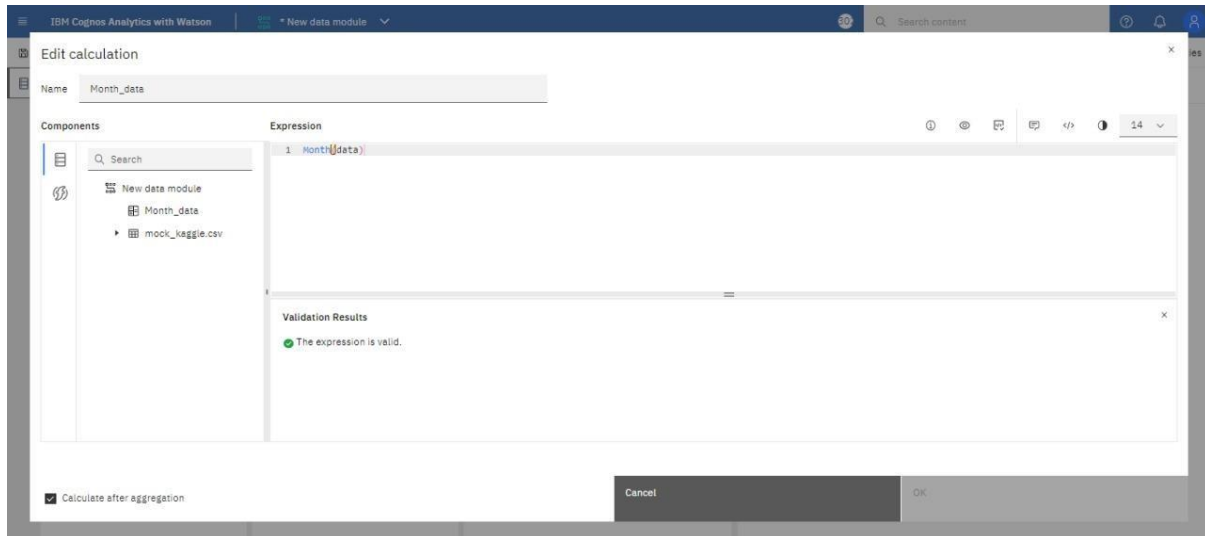 IBM Cognos Analytics with Watson
* New data module
Search content
Edit calculation
les
Name Month_data
Components
Expression
14
Search
1 Month(data)
New data module
Month_data
mock_kaggle.csv
Validation Results
The expression is valid.
Calculate after aggregation
Cancel
OK